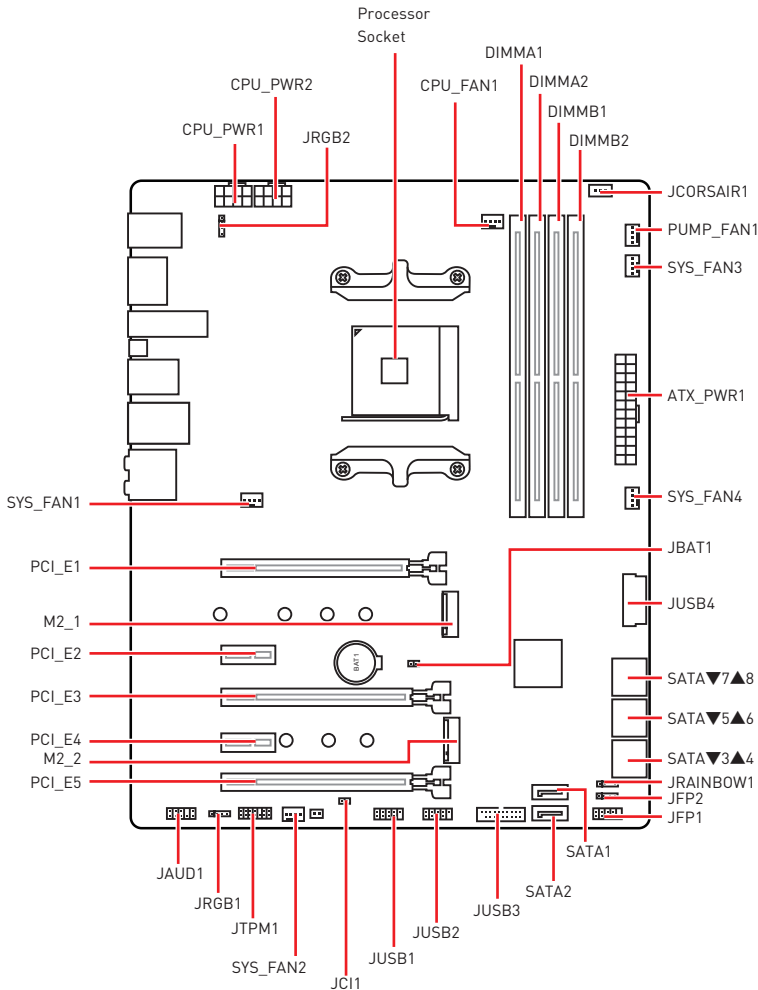 Processor
Socket
DIMMA1
CPU_PWR2
CPU_FAN1
DIMMA2
DIMMB1
CPU_PWR1
JRGB2
DIMMB2
JCORSAIR1
PUMP_FAN1
SYS_FAN3
ATX_PWR1
SYS_FAN1
SYS_FAN4
JBAT1
PCI_E1
JUSB4
M2_1
PCI_E2
BAT1
SATA▼7▲8
PCI_E3
SATA▼5▲6
PCI_E4
M2_2
SATA▼3▲4
PCI_E5
JRAINBOW1
JFP2
JFP1
SATA1
JAUD1
SATA2
JRGB1
JUSB3
JTPM1
JUSB2
JUSB1
SYS_FAN2
JCI1